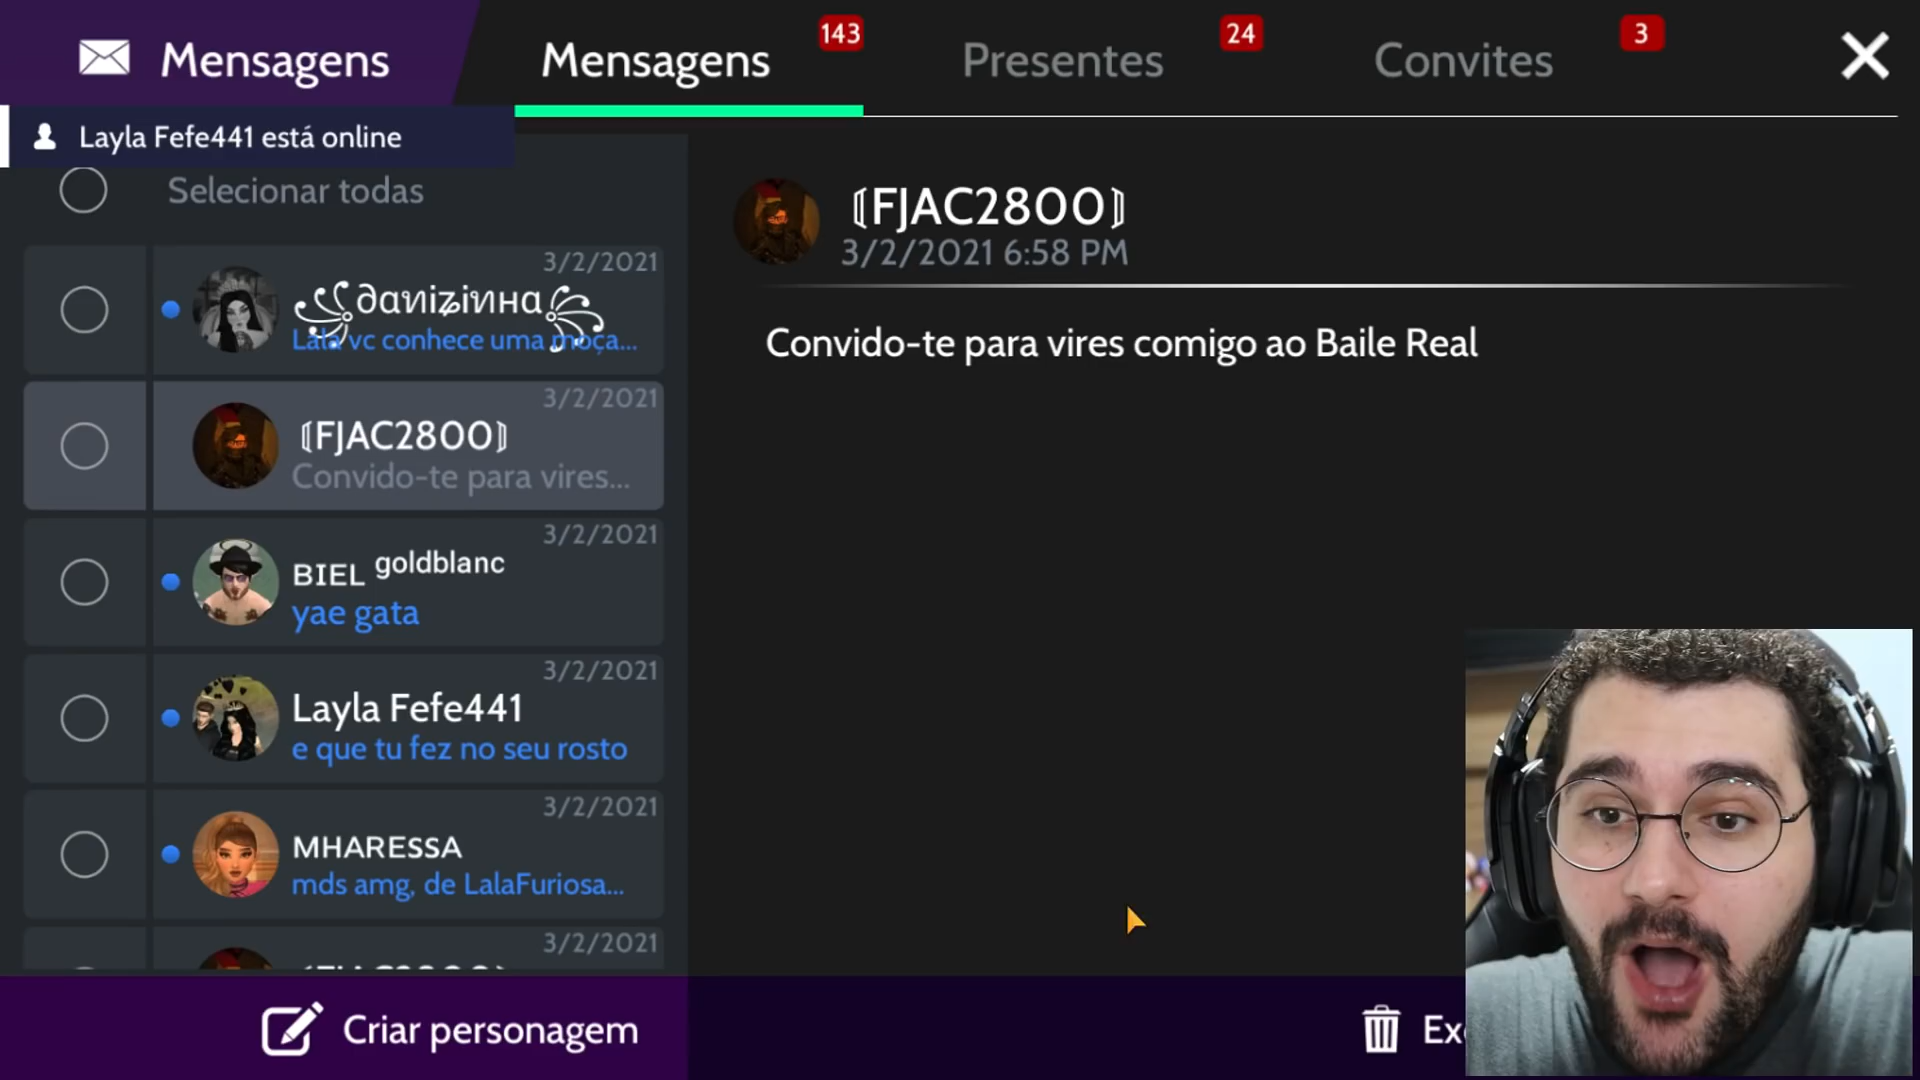 Mensagens
Mensagens
143
Presentes
24
Convites
3
Layla Fefe441 está online
Selecionar todas
3/2/2021
∂αиiʑiинα
Lala vc conhece uma moça...
3/2/2021
⟬FJAC2800⟭
Convido-te para vires...
3/2/2021
BIEL goldblanc
yae gata
3/2/2021
Layla Fefe441
e que tu fez no seu rosto
3/2/2021
MHARESSA
mds amg, de LalaFuriosa...
3/2/2021
⟬FJAC2800⟭
3/2/2021 6:58 PM
Convido-te para vires comigo ao Baile Real
Criar personagem